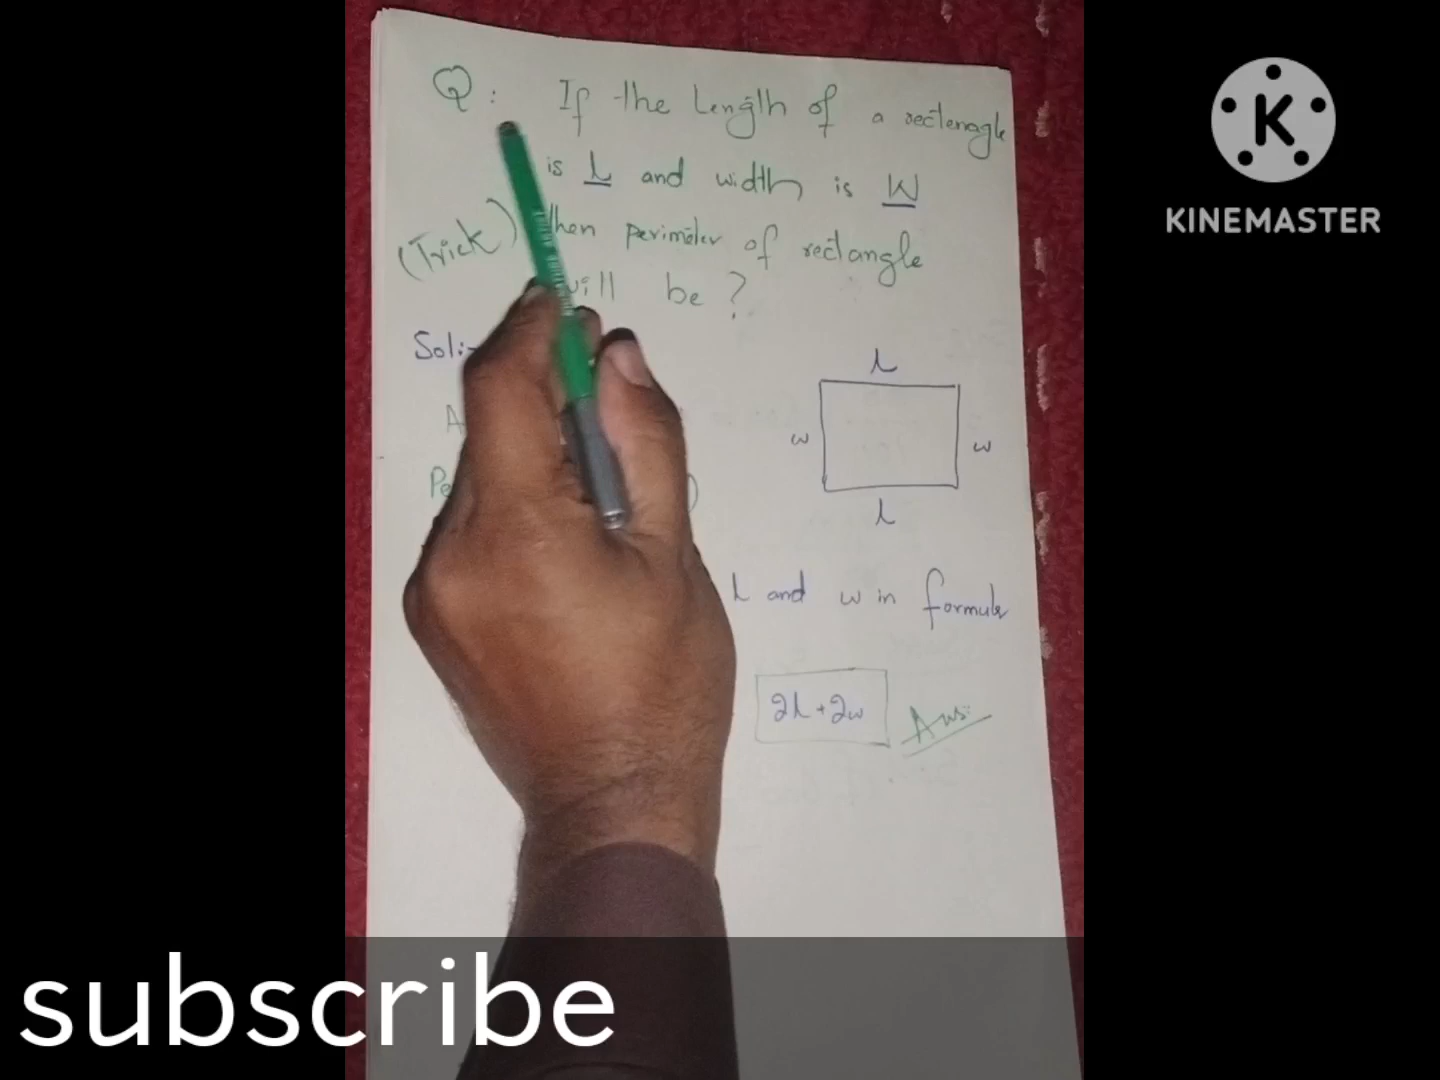 Q: If the Length of a rectenagle
is L and width is W
(Trick) then perimeter of rectangle
will be ?
Sol:-
L
w w
L
L and w in formula
2L+2w Ans:
KINEMASTER
subscribe